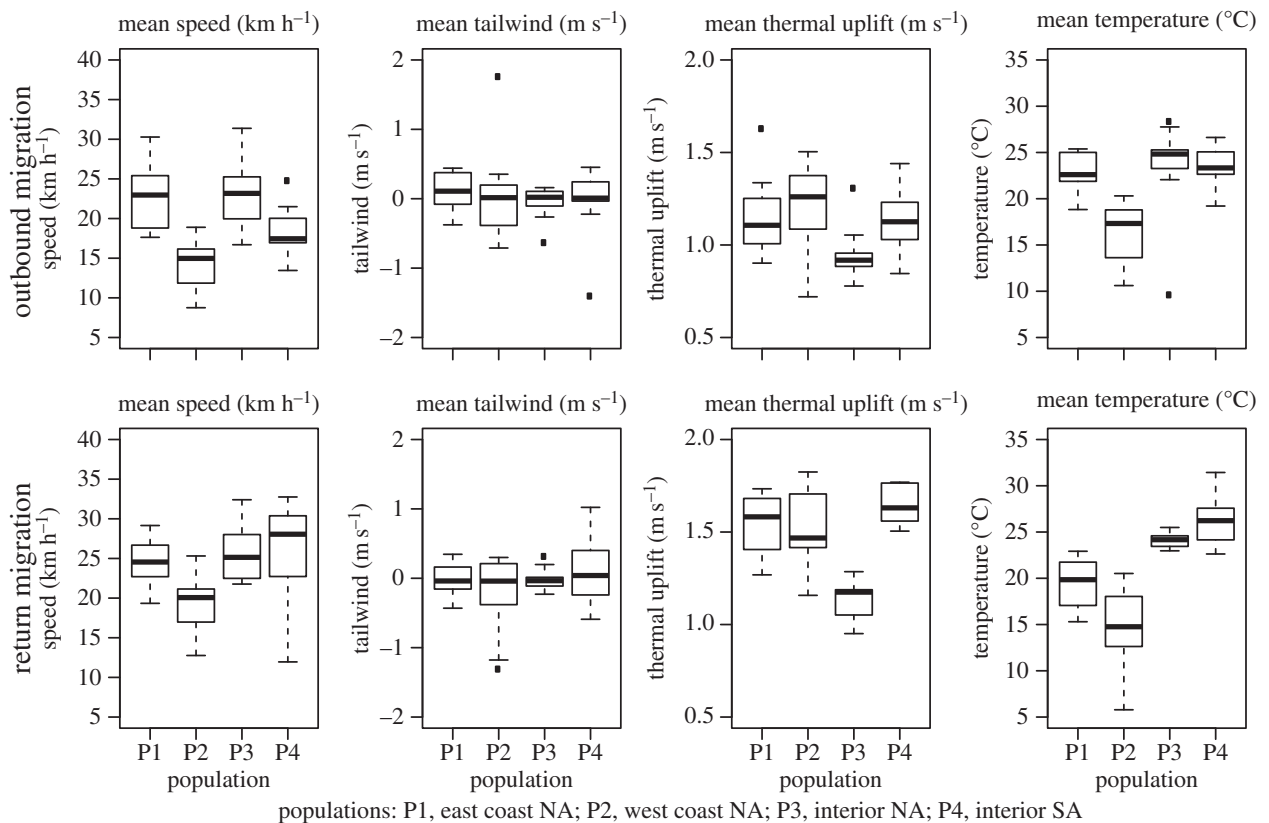 mean speed (km h⁻¹)
mean tailwind (m s⁻¹)
mean thermal uplift (m s⁻¹)
mean temperature (°C)
outbound migration
speed (km h⁻¹)
40
35
30
25
20
15
10
5
tailwind (m s⁻¹)
2
1
0
–1
–2
thermal uplift (m s⁻¹)
2.0
1.5
1.0
0.5
temperature (°C)
35
30
25
20
15
10
5
mean speed (km h⁻¹)
mean tailwind (m s⁻¹)
mean thermal uplift (m s⁻¹)
mean temperature (°C)
return migration
speed (km h⁻¹)
40
35
30
25
20
15
10
5
P1 P2 P3 P4
population
tailwind (m s⁻¹)
2
1
0
–1
–2
P1 P2 P3 P4
population
thermal uplift (m s⁻¹)
2.0
1.5
1.0
0.5
P1 P2 P3 P4
population
temperature (°C)
35
30
25
20
15
10
5
P1 P2 P3 P4
population
populations: P1, east coast NA; P2, west coast NA; P3, interior NA; P4, interior SA